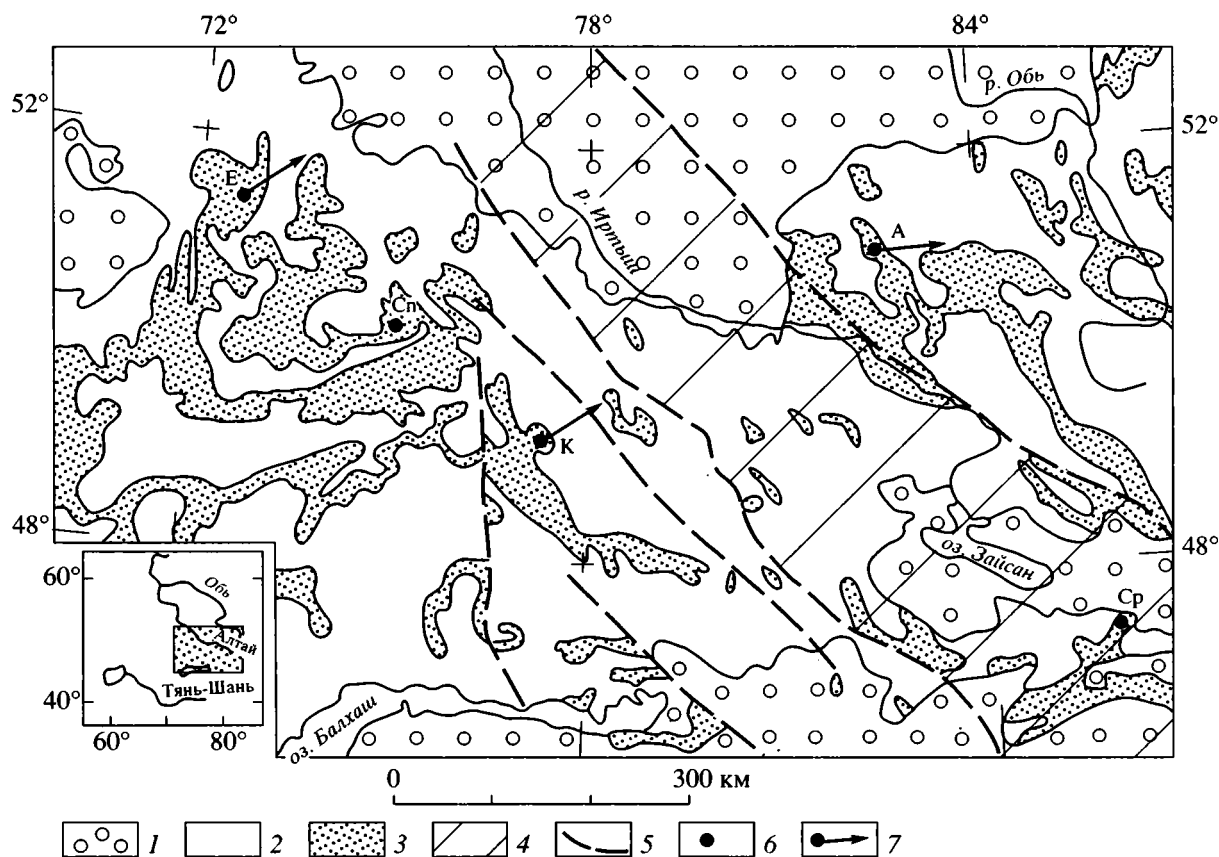 72° 78° 84°
52° 52°
р. Обь
р. Иртыш
Е
А
Сп
К
48° 48°
оз. Зайсан
Ср
оз. Балхаш
60°
40°
60° 80°
Обь
Алтай
Тянь-Шань
0 300 км
1 2 3 4 5 6 7